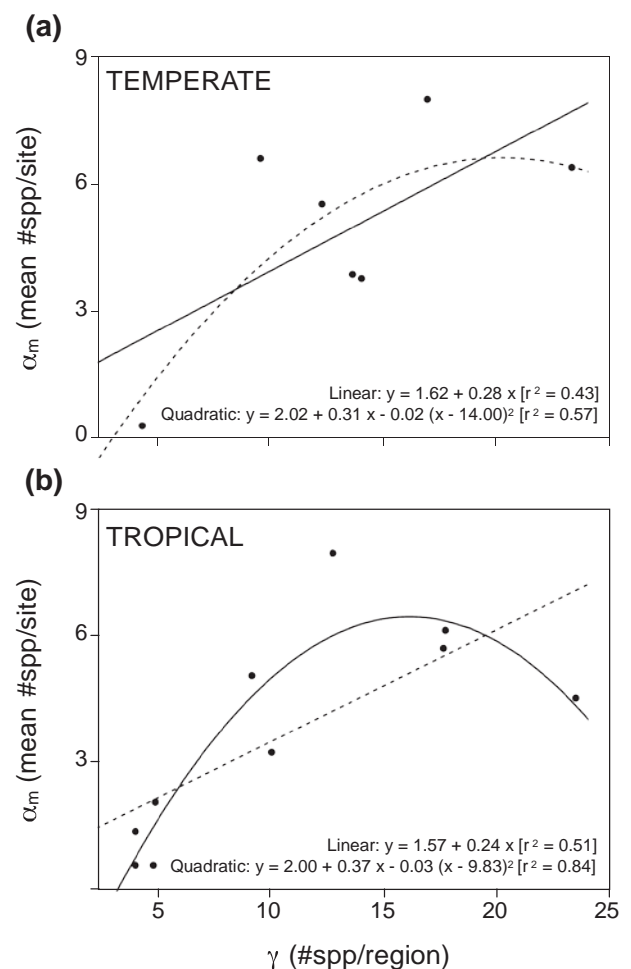 (a)
9
TEMPERATE
6
3
0
αm (mean #spp/site)
Linear: y = 1.62 + 0.28 x [r² = 0.43]
Quadratic: y = 2.02 + 0.31 x - 0.02 (x - 14.00)² [r² = 0.57]
(b)
9
TROPICAL
6
3
αm (mean #spp/site)
Linear: y = 1.57 + 0.24 x [r² = 0.51]
Quadratic: y = 2.00 + 0.37 x - 0.03 (x - 9.83)² [r² = 0.84]
5 10 15 20 25
γ (#spp/region)